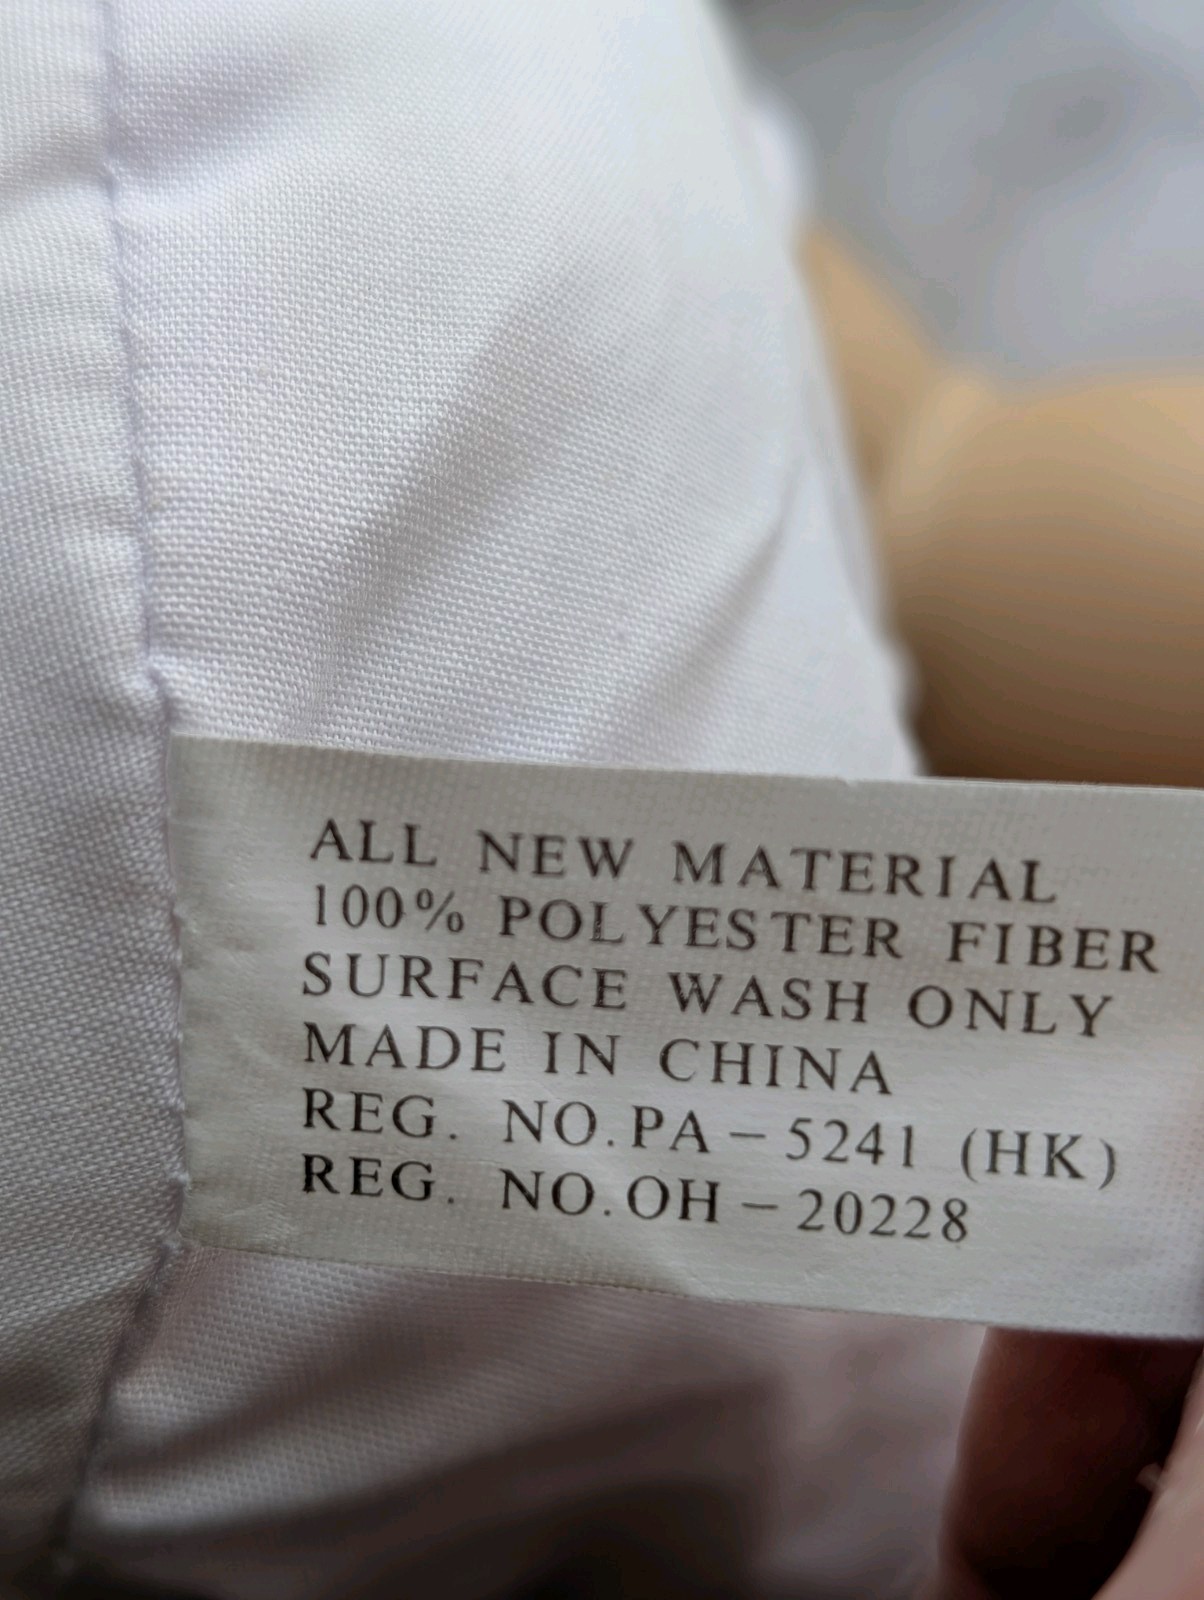 ALL NEW MATERIAL
100% POLYESTER FIBER
SURFACE WASH ONLY
MADE IN CHINA
REG. NO.PA-5241 (HK)
REG. NO.OH-20228